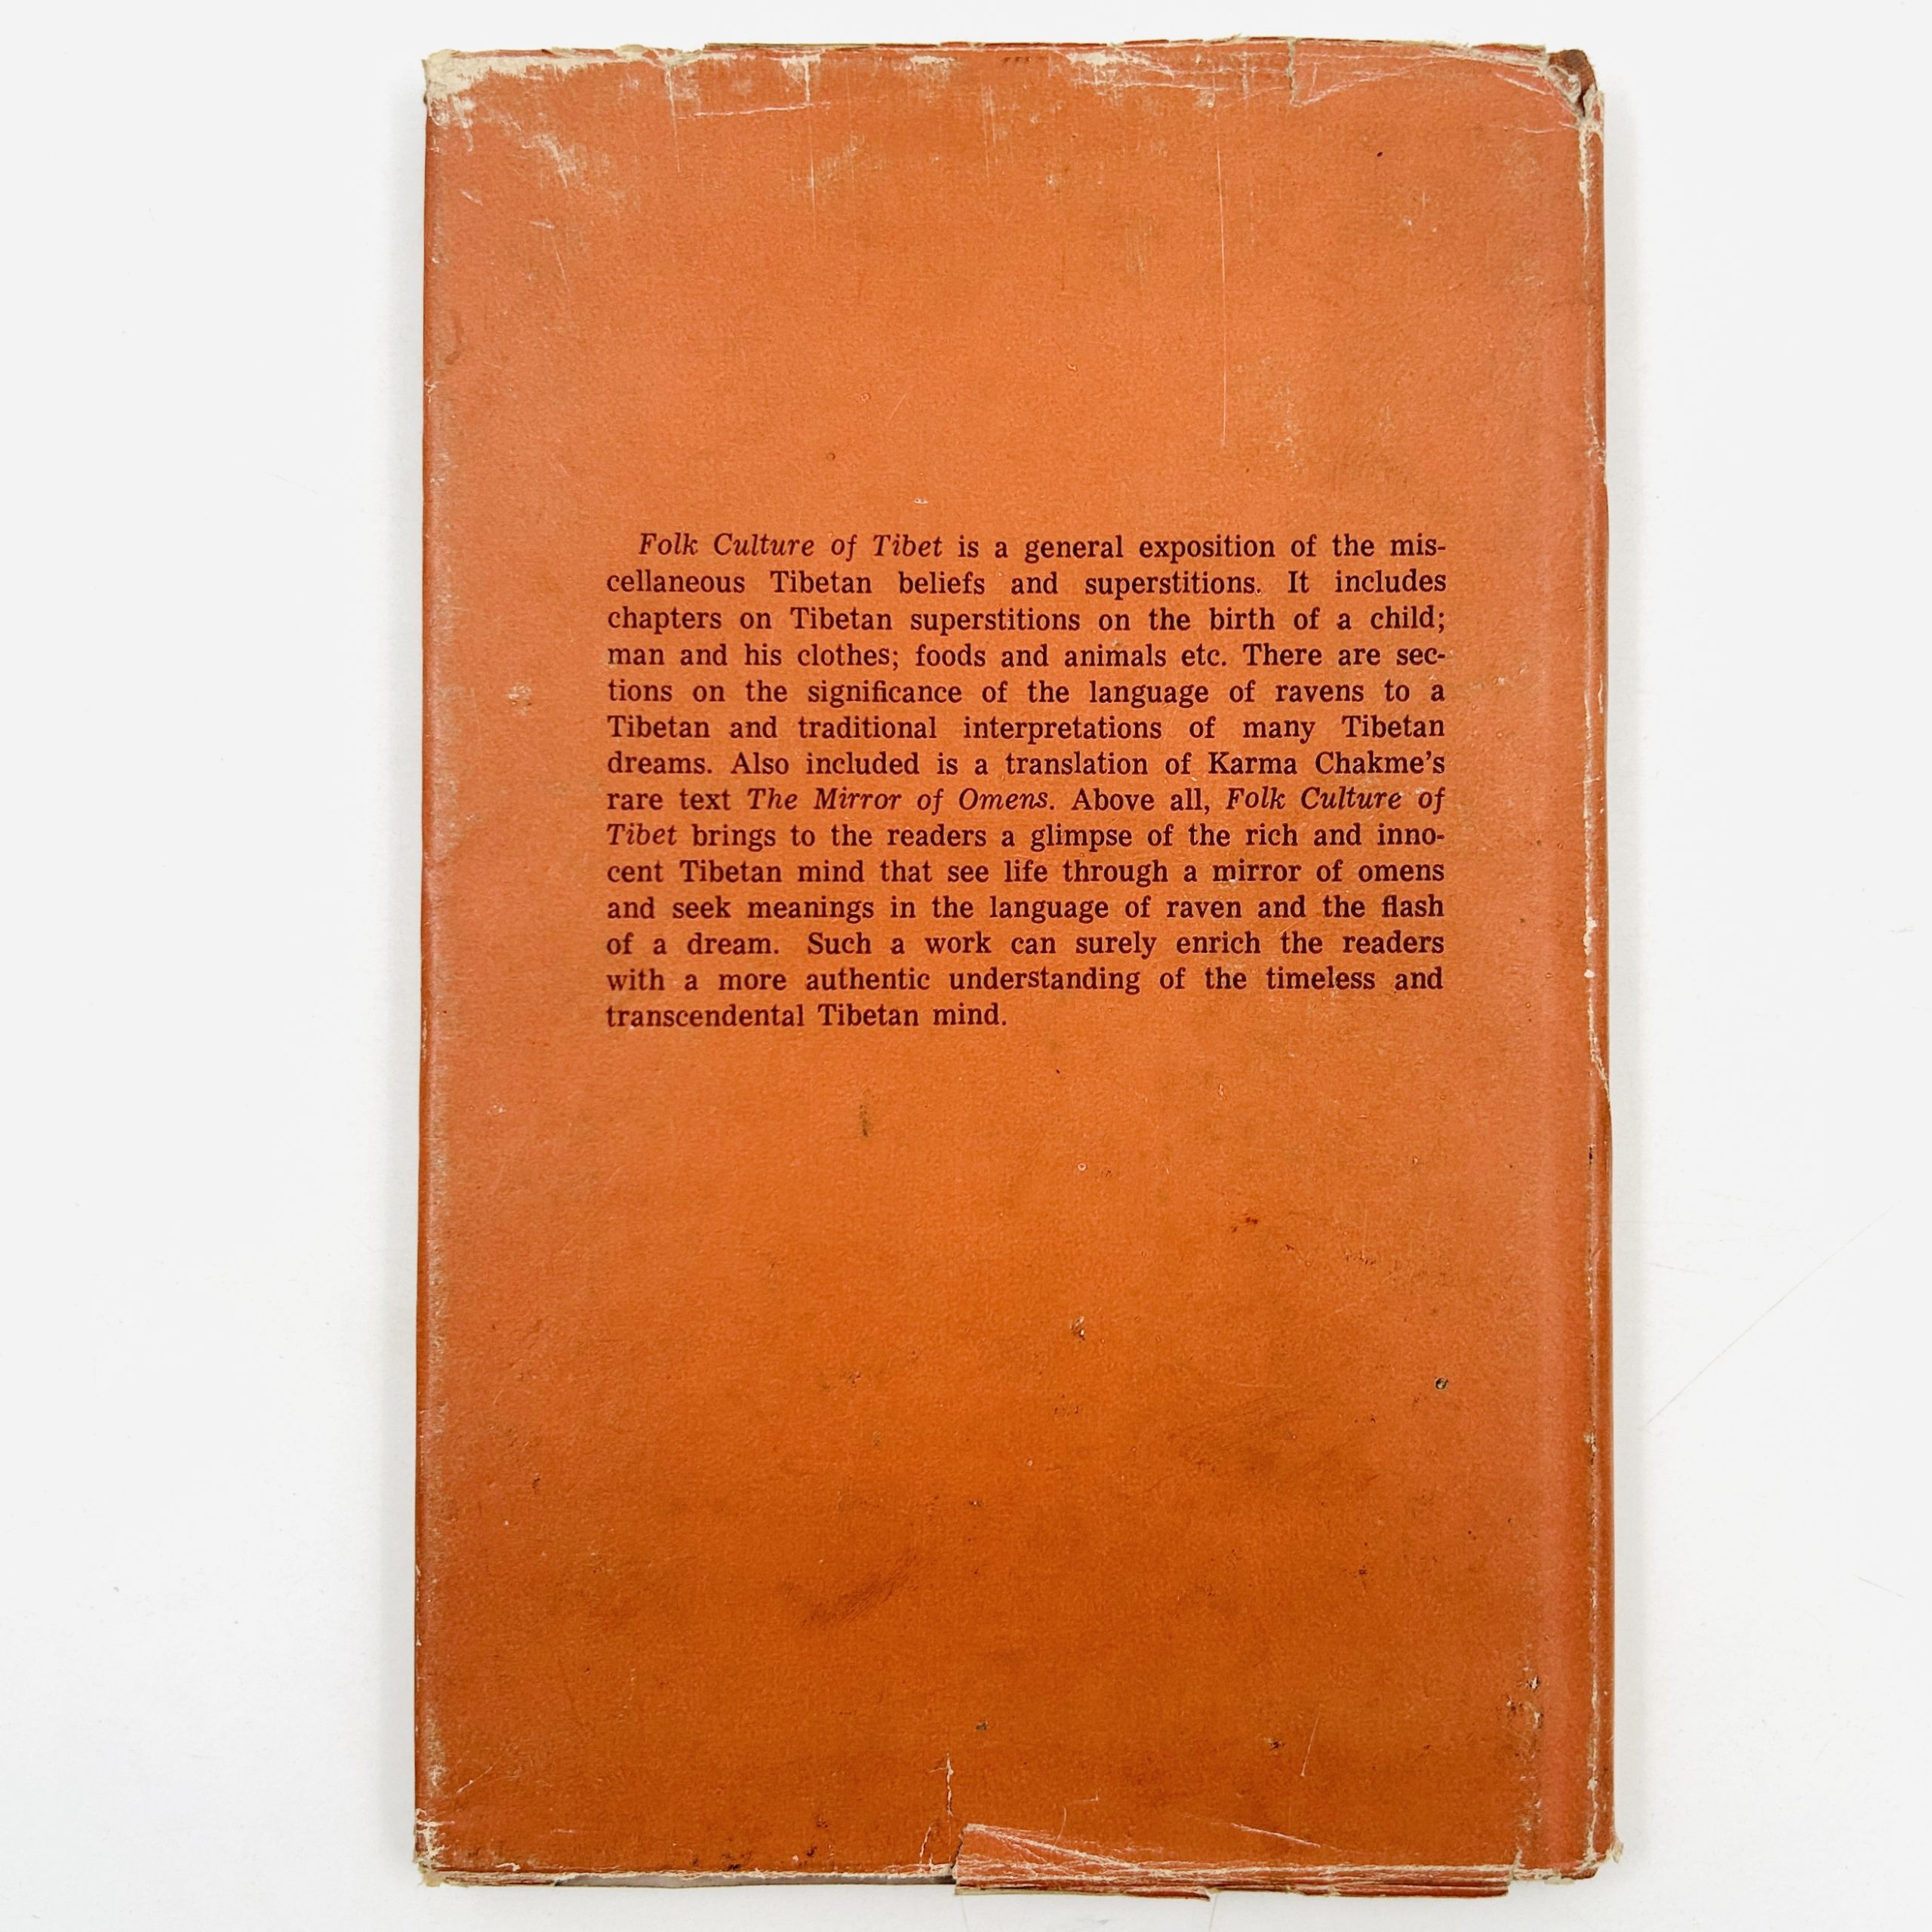 Folk Culture of Tibet is a general exposition of the mis-
cellaneous Tibetan beliefs and superstitions. It includes
chapters on Tibetan superstitions on the birth of a child;
man and his clothes; foods and animals etc. There are sec-
tions on the significance of the language of ravens to a
Tibetan and traditional interpretations of many Tibetan
dreams. Also included is a translation of Karma Chakme's
rare text The Mirror of Omens. Above all, Folk Culture of
Tibet brings to the readers a glimpse of the rich and inno-
cent Tibetan mind that see life through a mirror of omens
and seek meanings in the language of raven and the flash
of a dream. Such a work can surely enrich the readers
with a more authentic understanding of the timeless and
transcendental Tibetan mind.